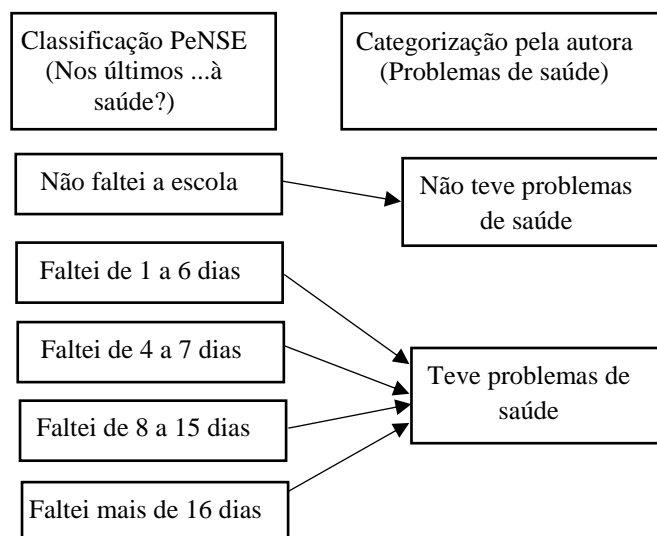 Classificação PeNSE
(Nos últimos ...à
saúde?)
Categorização pela autora
(Problemas de saúde)
Não faltei a escola
Não teve problemas
de saúde
Faltei de 1 a 6 dias
Faltei de 4 a 7 dias
Faltei de 8 a 15 dias
Faltei mais de 16 dias
Teve problemas de
saúde